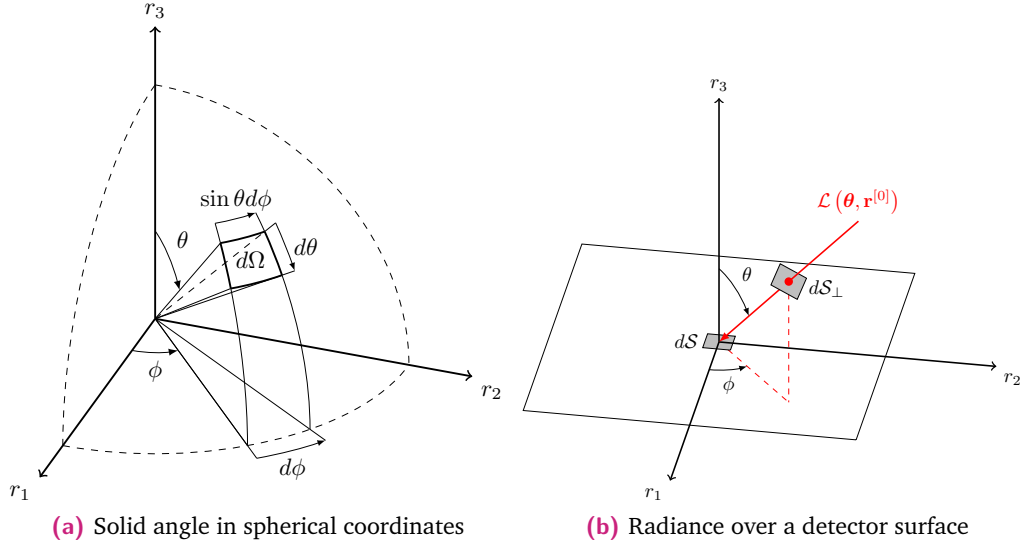 r₃
sin θdϕ
θ
dΩ
dθ
ϕ
r₂
dϕ
r₁
(a) Solid angle in spherical coordinates
r₃
ℒ (θ, r^[0])
θ
d𝒮⊥
d𝒮
ϕ
r₂
r₁
(b) Radiance over a detector surface